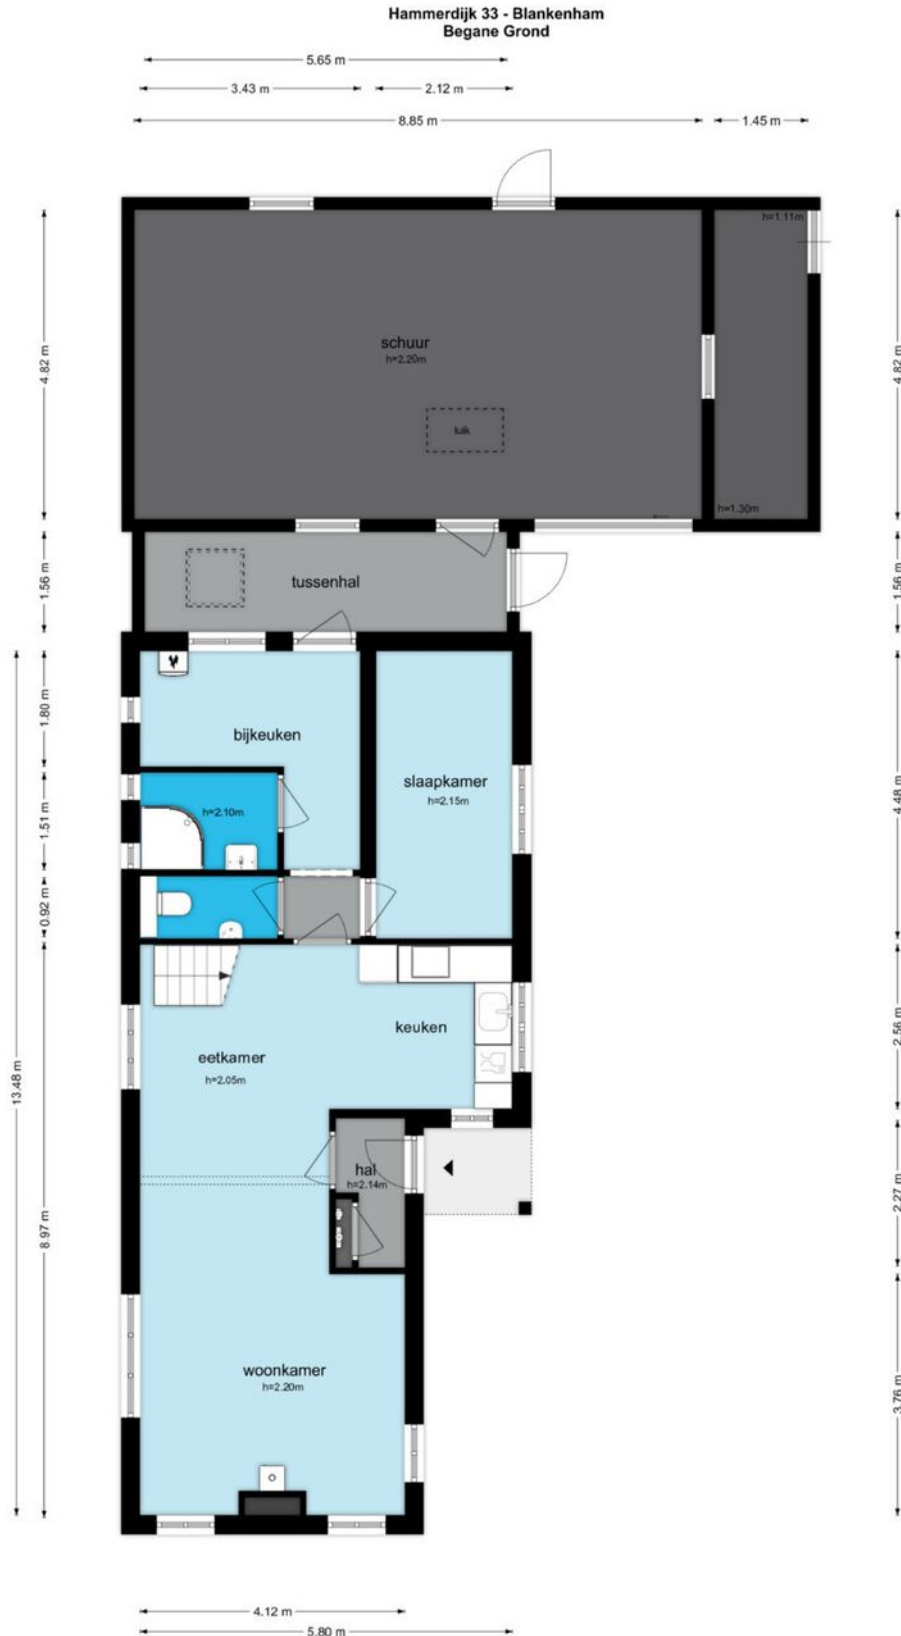 Hammerdijk 33 - Blankenham
Begane Grond
5.65 m
3.43 m
2.12 m
8.85 m
1.45 m
h=1.11m
4.82 m
4.82 m
schuur
h=2.20m
luik
h=1.30m
1.56 m
1.56 m
tussenhal
1.80 m
bijkeuken
slaapkamer
h=2.15m
4.48 m
1.51 m
h=2.10m
0.92 m
keuken
2.56 m
eetkamer
h=2.05m
13.48 m
hal
h=2.14m
2.27 m
8.97 m
woonkamer
h=2.20m
3.76 m
4.12 m
5.80 m